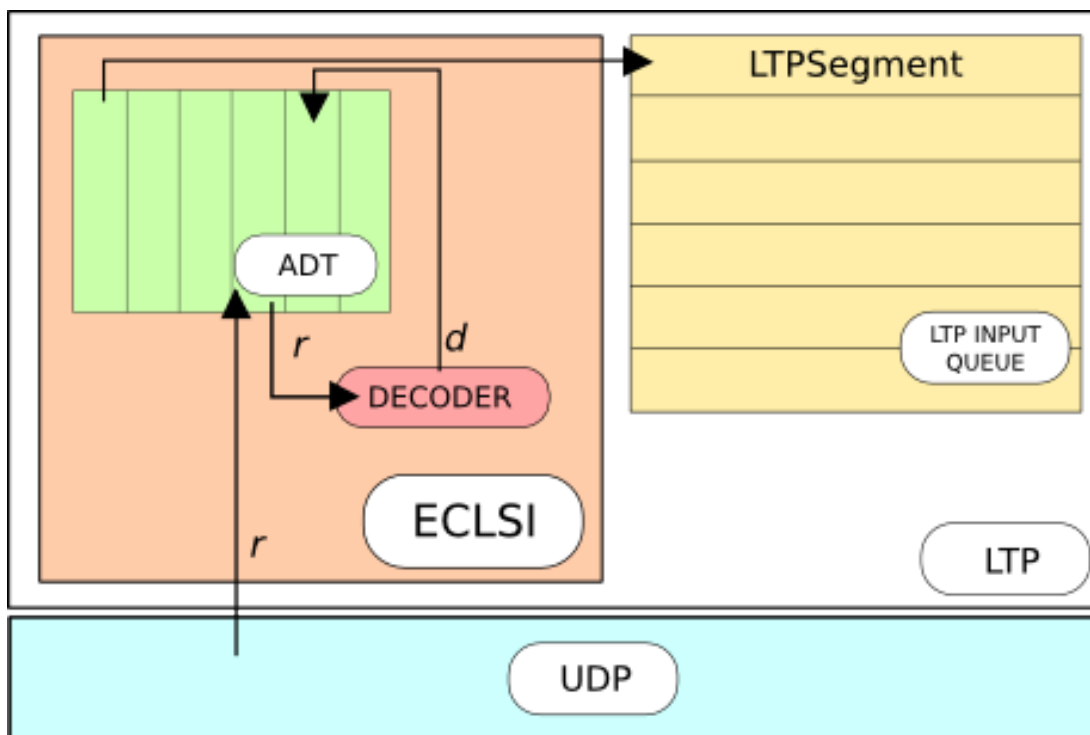 LTPSegment
ADT
r
d
LTP INPUT
QUEUE
DECODER
ECLSI
r
LTP
UDP